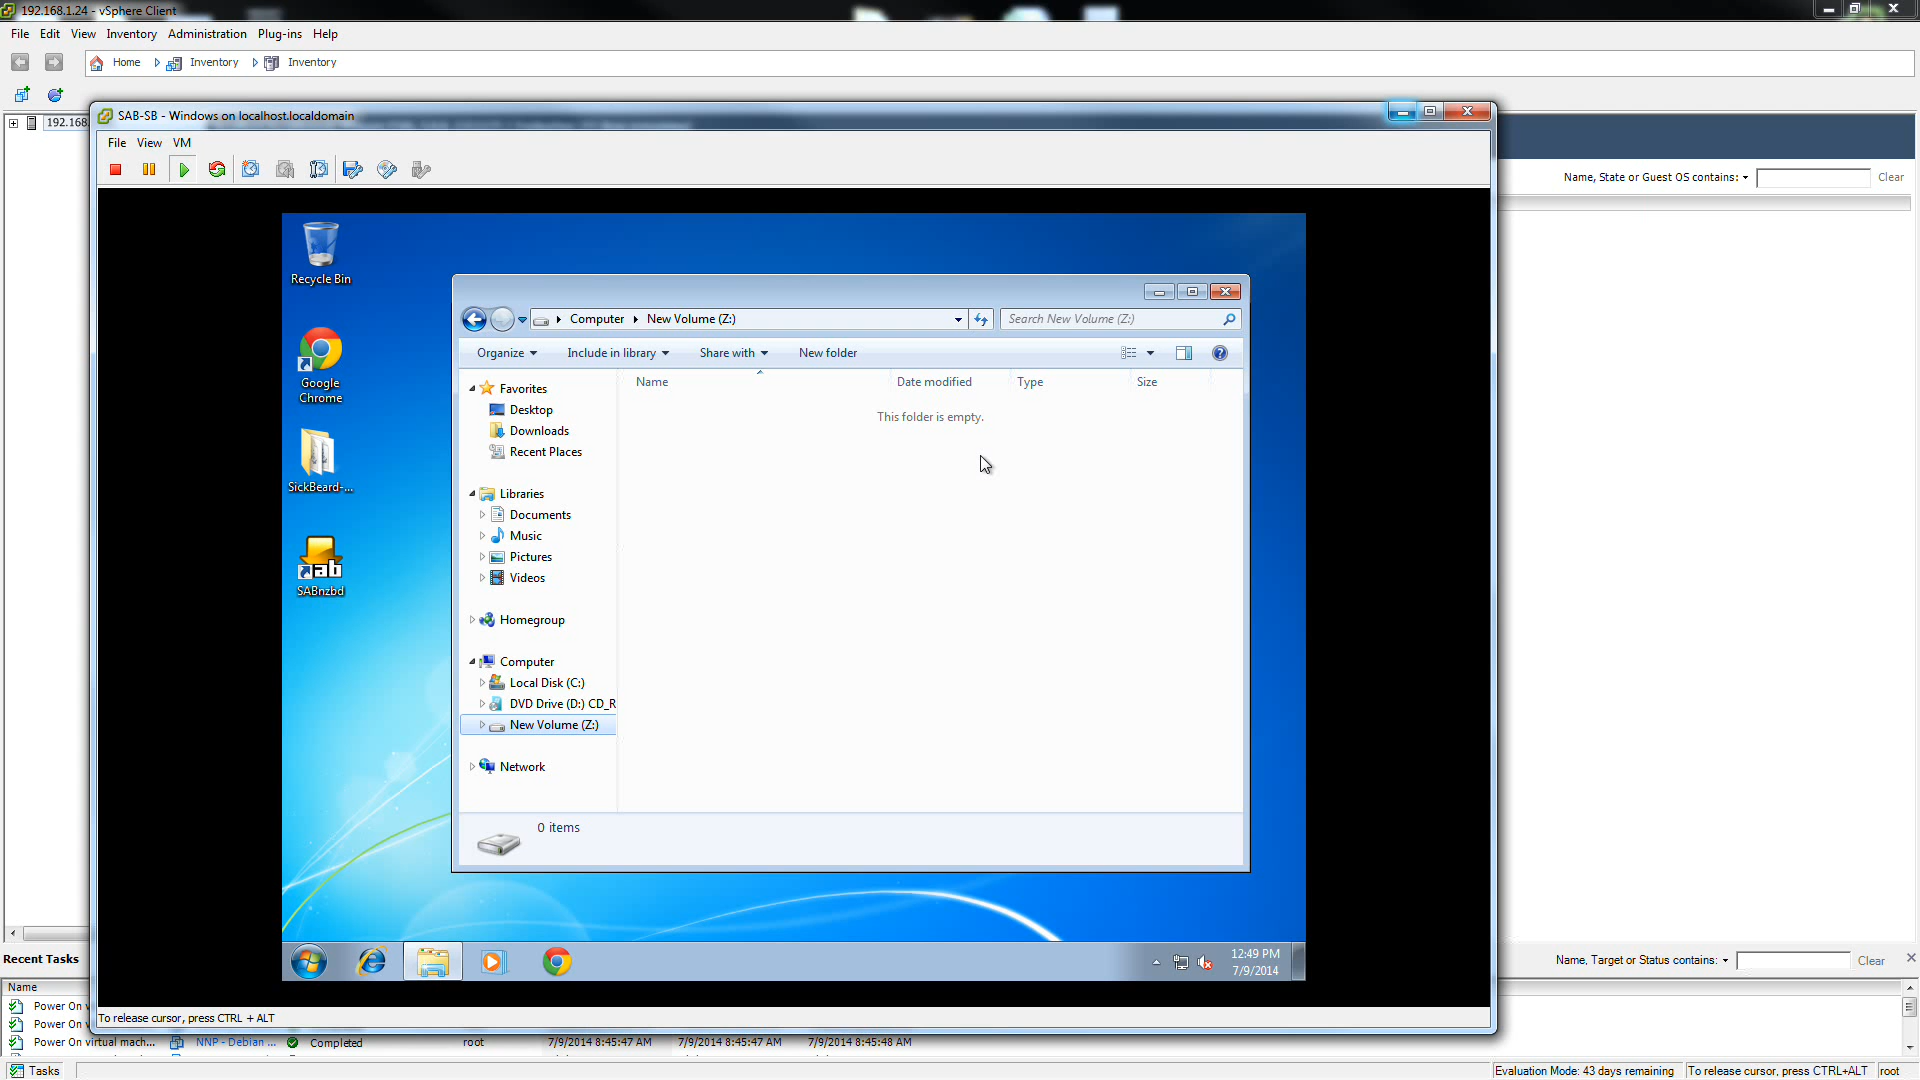 192.168.1.24 - vSphere Client
File Edit View Inventory Administration Plug-ins Help
Home Inventory Inventory
192.168.
SAB-SB - Windows on localhost.localdomain
File View VM
Name, State or Guest OS contains: Clear
Recycle Bin
Google
Chrome
SickBeard-...
ab
SABnzbd
Computer New Volume (Z:)
Search New Volume (Z:)
Organize Include in library Share with New folder
Name Date modified Type Size
This folder is empty.
Favorites
Desktop
Downloads
Recent Places
Libraries
Documents
Music
Pictures
Videos
Homegroup
Computer
Local Disk (C:)
DVD Drive (D:) CD_R
New Volume (Z:)
Network
0 items
12:49 PM
7/9/2014
To release cursor, press CTRL + ALT
Recent Tasks
Name, Target or Status contains: Clear
Name
Power On v
Power On v
Power On virtual mach... NNP - Debian ... Completed root 7/9/2014 8:45:47 AM 7/9/2014 8:45:47 AM 7/9/2014 8:45:48 AM
Tasks
Evaluation Mode: 43 days remaining To release cursor, press CTRL+ALT root